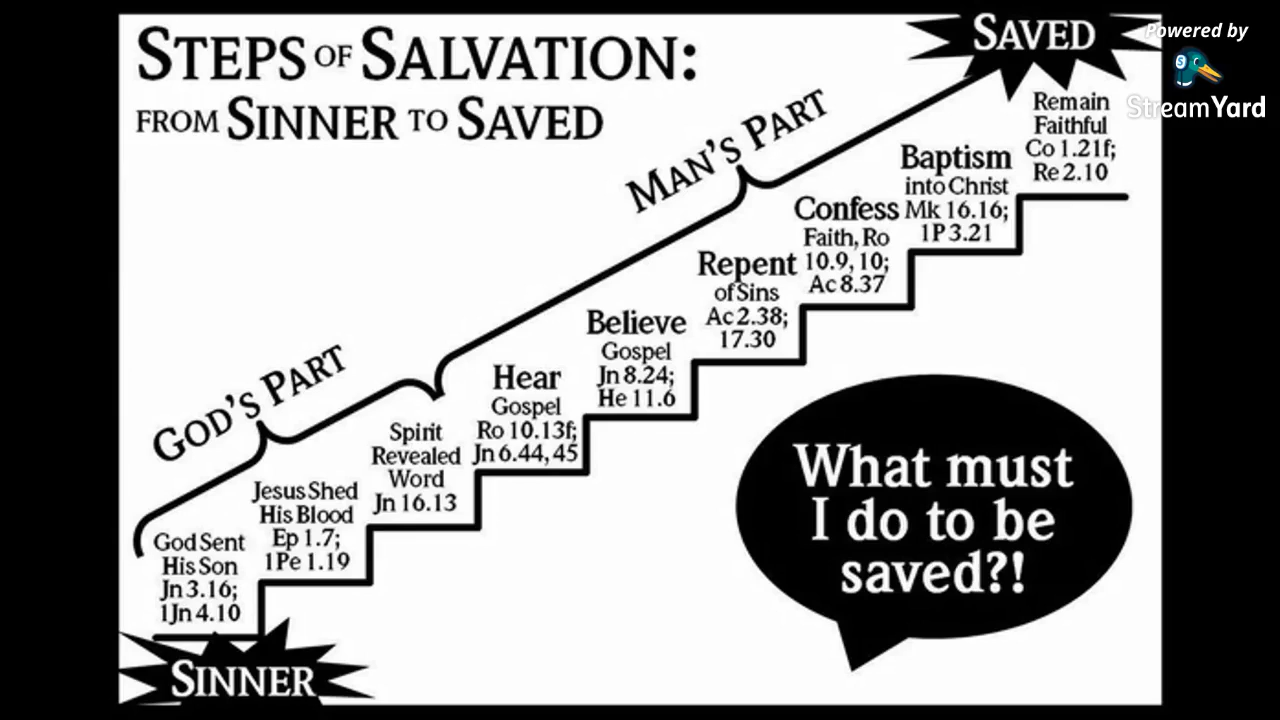 STEPS OF SALVATION:
FROM SINNER TO SAVED
SAVED
Powered by
StreamYard
GOD'S PART
MAN'S PART
God Sent
His Son
Jn 3.16;
1Jn 4.10
Jesus Shed
His Blood
Ep 1.7;
1Pe 1.19
Spirit
Revealed
Word
Jn 16.13
Hear
Gospel
Ro 10.13f;
Jn 6.44, 45
Believe
Gospel
Jn 8.24;
He 11.6
Repent
of Sins
Ac 2.38;
17.30
Confess
Faith, Ro
10.9, 10;
Ac 8.37
Baptism
into Christ
Mk 16.16;
1P 3.21
Remain
Faithful
Co 1.21f;
Re 2.10
What must
I do to be
saved?!
SINNER